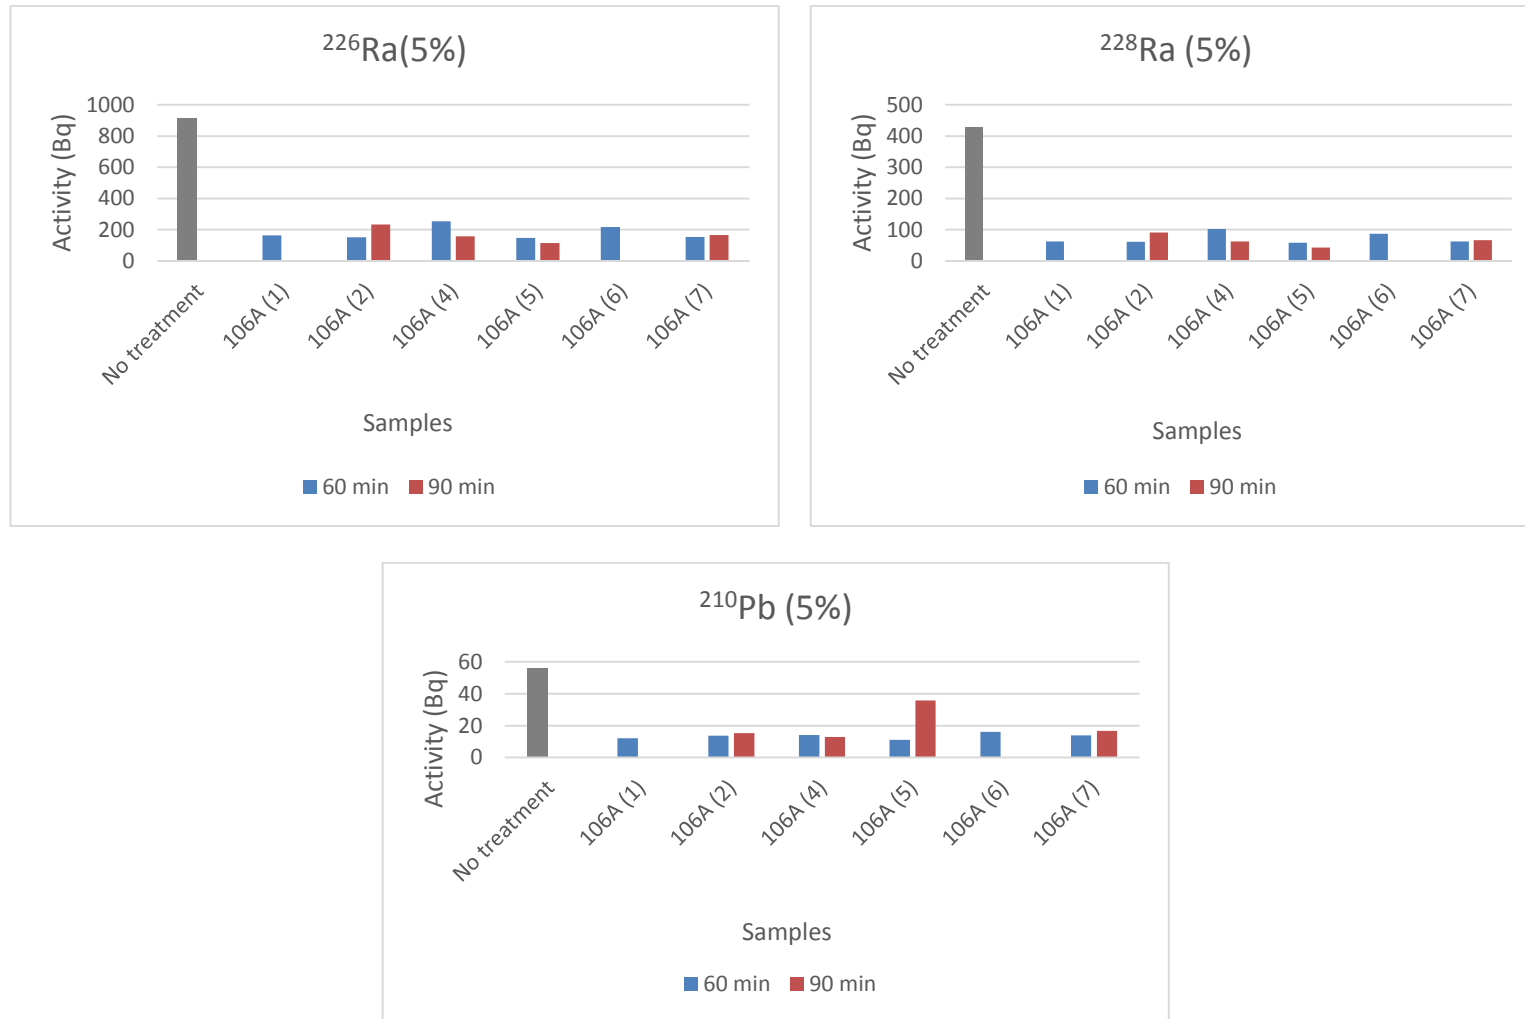 ²²⁶Ra(5%)
Activity (Bq)
1000
800
600
400
200
0
No treatment
106A (1)
106A (2)
106A (4)
106A (5)
106A (6)
106A (7)
Samples
60 min 90 min
²²⁸Ra (5%)
Activity (Bq)
500
400
300
200
100
0
No treatment
106A (1)
106A (2)
106A (4)
106A (5)
106A (6)
106A (7)
Samples
60 min 90 min
²¹⁰Pb (5%)
Activity (Bq)
60
40
20
0
No treatment
106A (1)
106A (2)
106A (4)
106A (5)
106A (6)
106A (7)
Samples
60 min 90 min